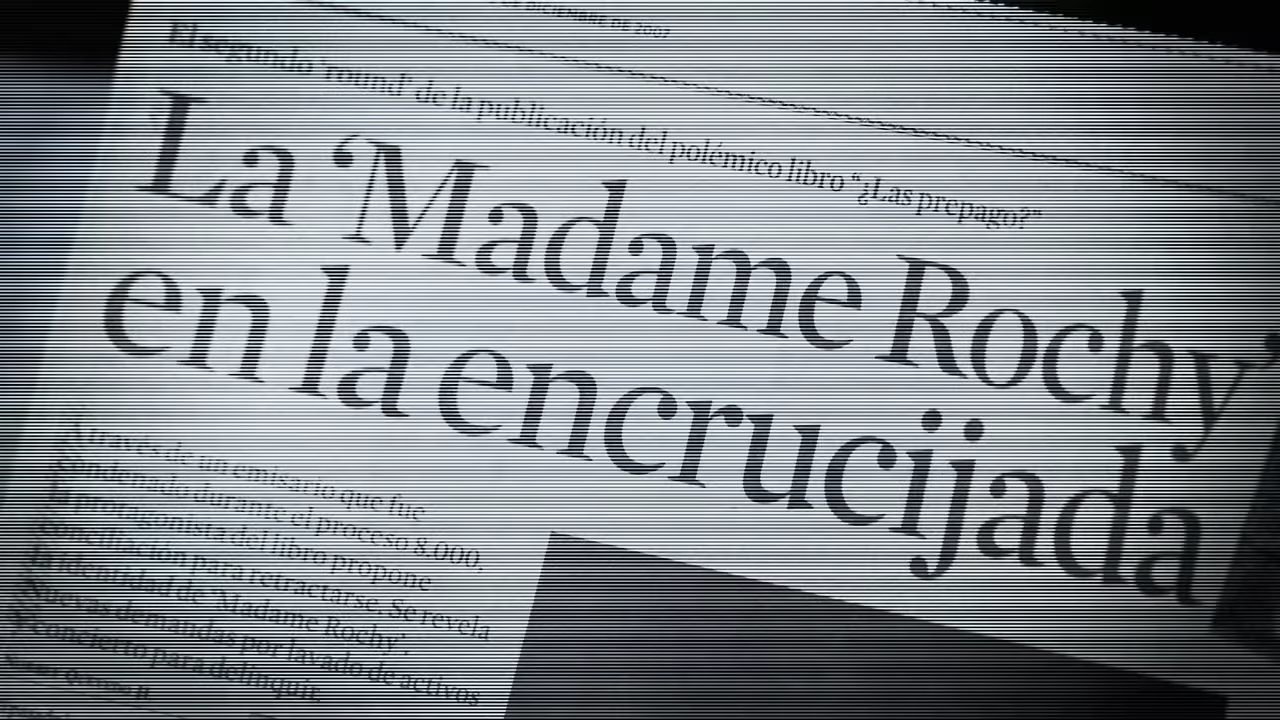 DE DICIEMBRE DE 2007
El segundo 'round' de la publicación del polémico libro “¿Las prepago?”
La 'Madame Rochy'
en la encrucijada
A través de un emisario que fue
condenado durante el proceso 8.000,
la protagonista del libro propone
conciliación para retractarse. Se revela
la identidad de 'Madame Rochy'.
Nuevas demandas por lavado de activos
y concierto para delinquir.